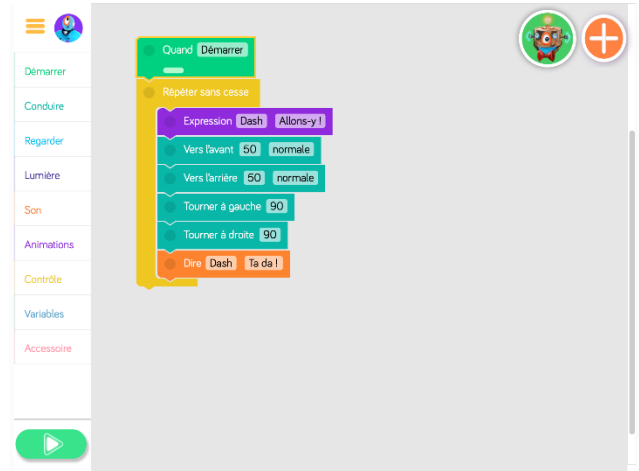 Démarrer
Conduire
Regarder
Lumière
Son
Animations
Contrôle
Variables
Accessoire
Quand Démarrer
Répéter sans cesse
Expression Dash Allons-y !
Vers l'avant 50 normale
Vers l'arrière 50 normale
Tourner à gauche 90
Tourner à droite 90
Dire Dash Ta da !